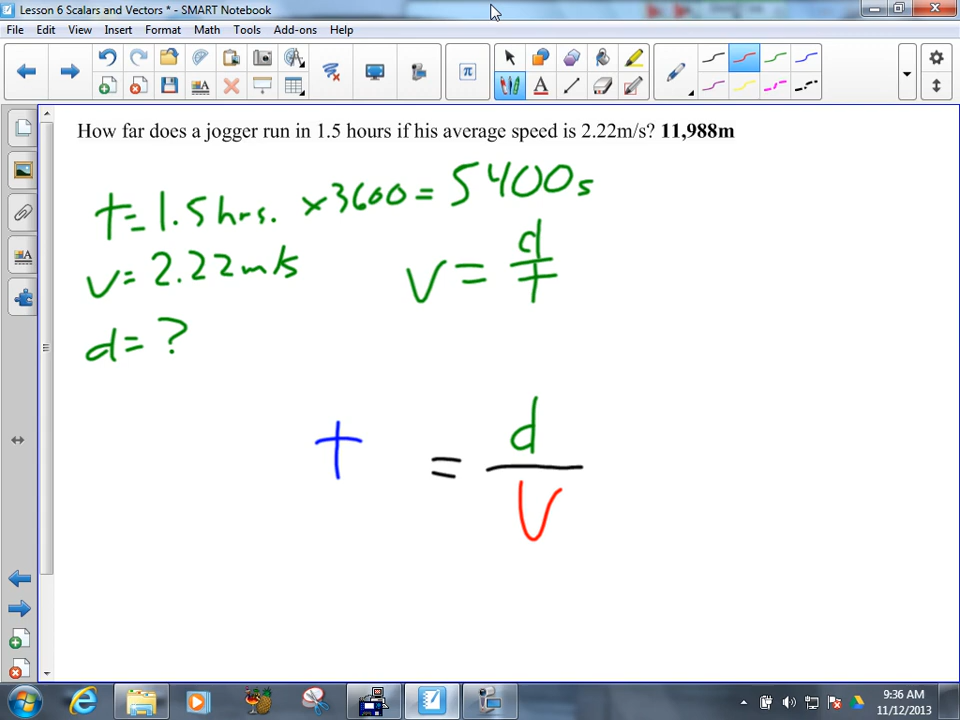 Lesson 6 Scalars and Vectors * - SMART Notebook
File Edit View Insert Format Math Tools Add-ons Help
π
A
A
How far does a jogger run in 1.5 hours if his average speed is 2.22m/s? 11,988m
t= 1.5 hrs. x3600 = 5400s
v= 2.22m/s
v = d/t
d= ?
t = d/v
9:36 AM
11/12/2013